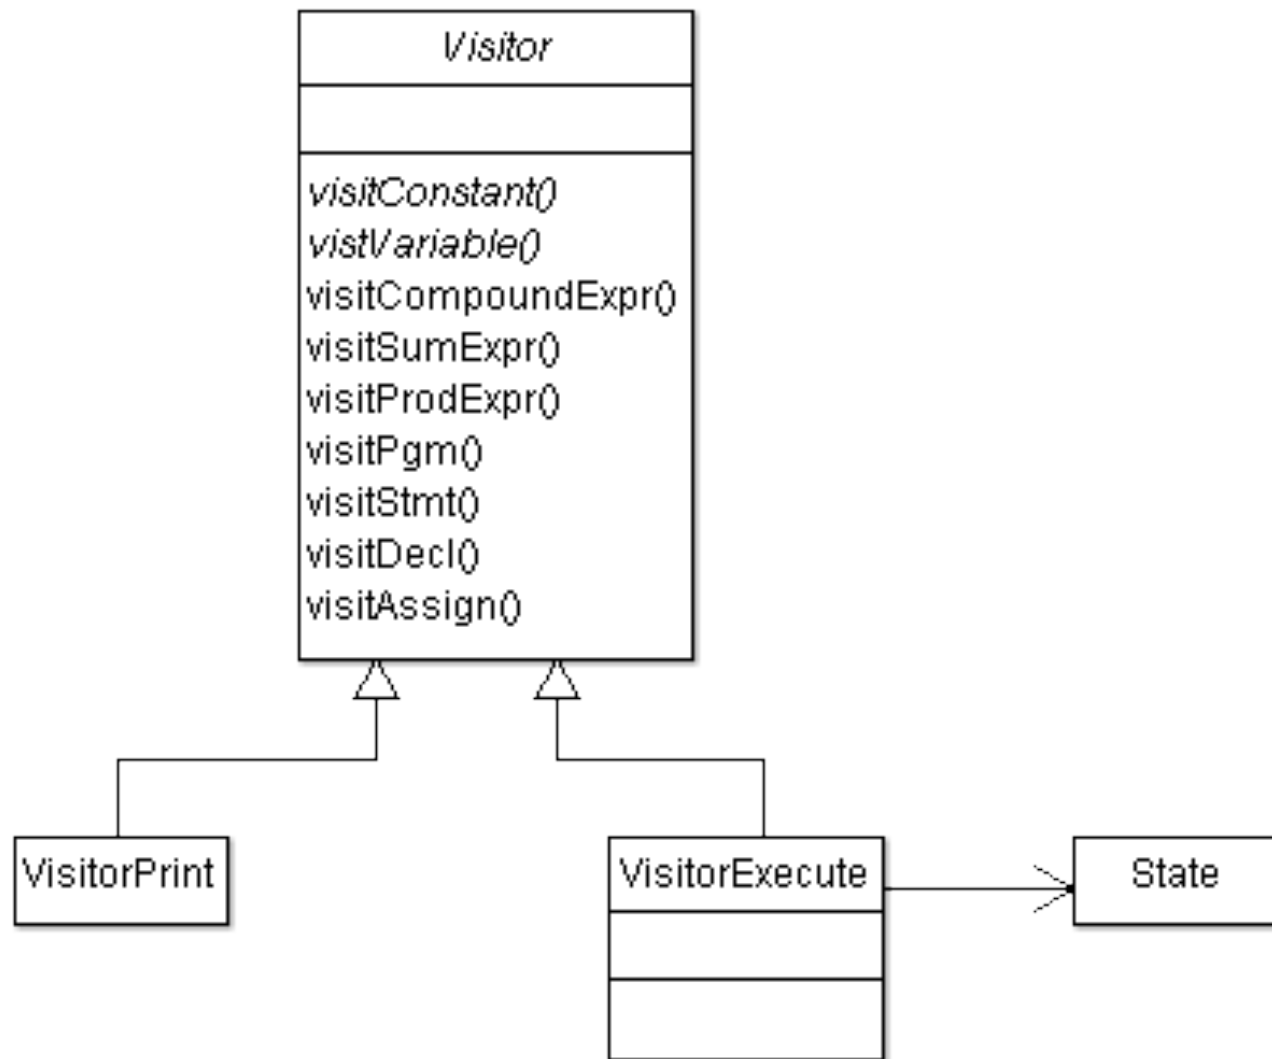 Visitor
visitConstant()
vistVariable()
visitCompoundExpr()
visitSumExpr()
visitProdExpr()
visitPgm()
visitStmt()
visitDecl()
visitAssign()
VisitorPrint
VisitorExecute
State